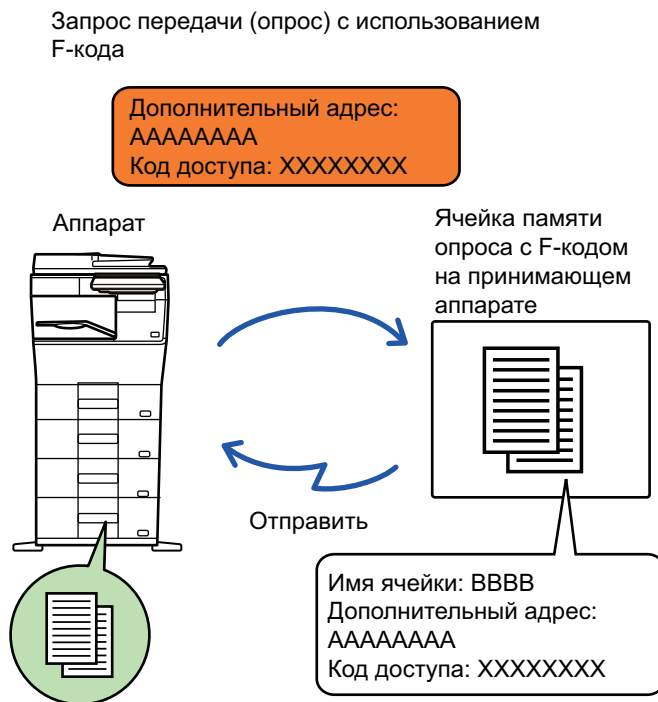 Запрос передачи (опрос) с использованием
F-кода
Дополнительный адрес:
AAAAAAAA
Код доступа: XXXXXXXX
Аппарат
Ячейка памяти
опроса с F-кодом
на принимающем
аппарате
Отправить
Имя ячейки: BBBB
Дополнительный адрес:
AAAAAAAA
Код доступа: XXXXXXXX